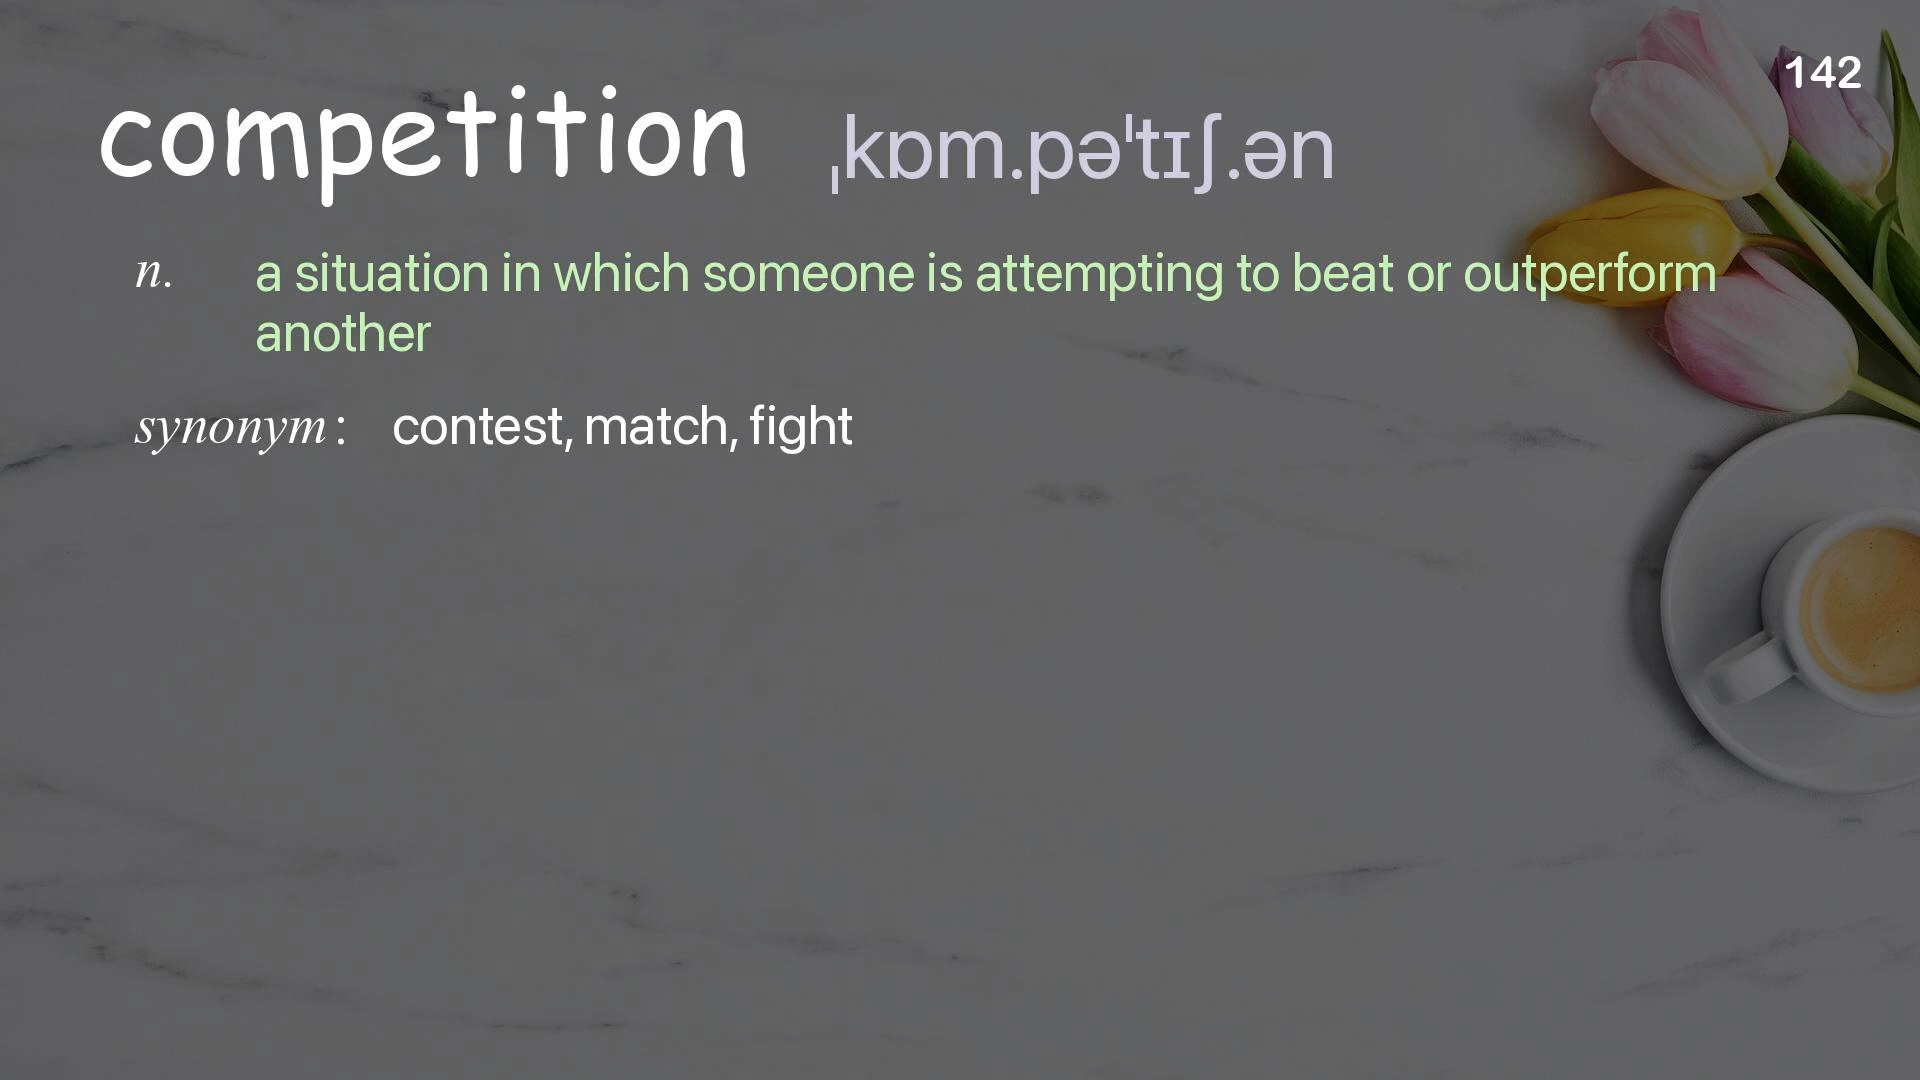 142
competition ˌkɒm.pəˈtɪʃ.ən
n. a situation in which someone is attempting to beat or outperform
another
synonym: contest, match, fight